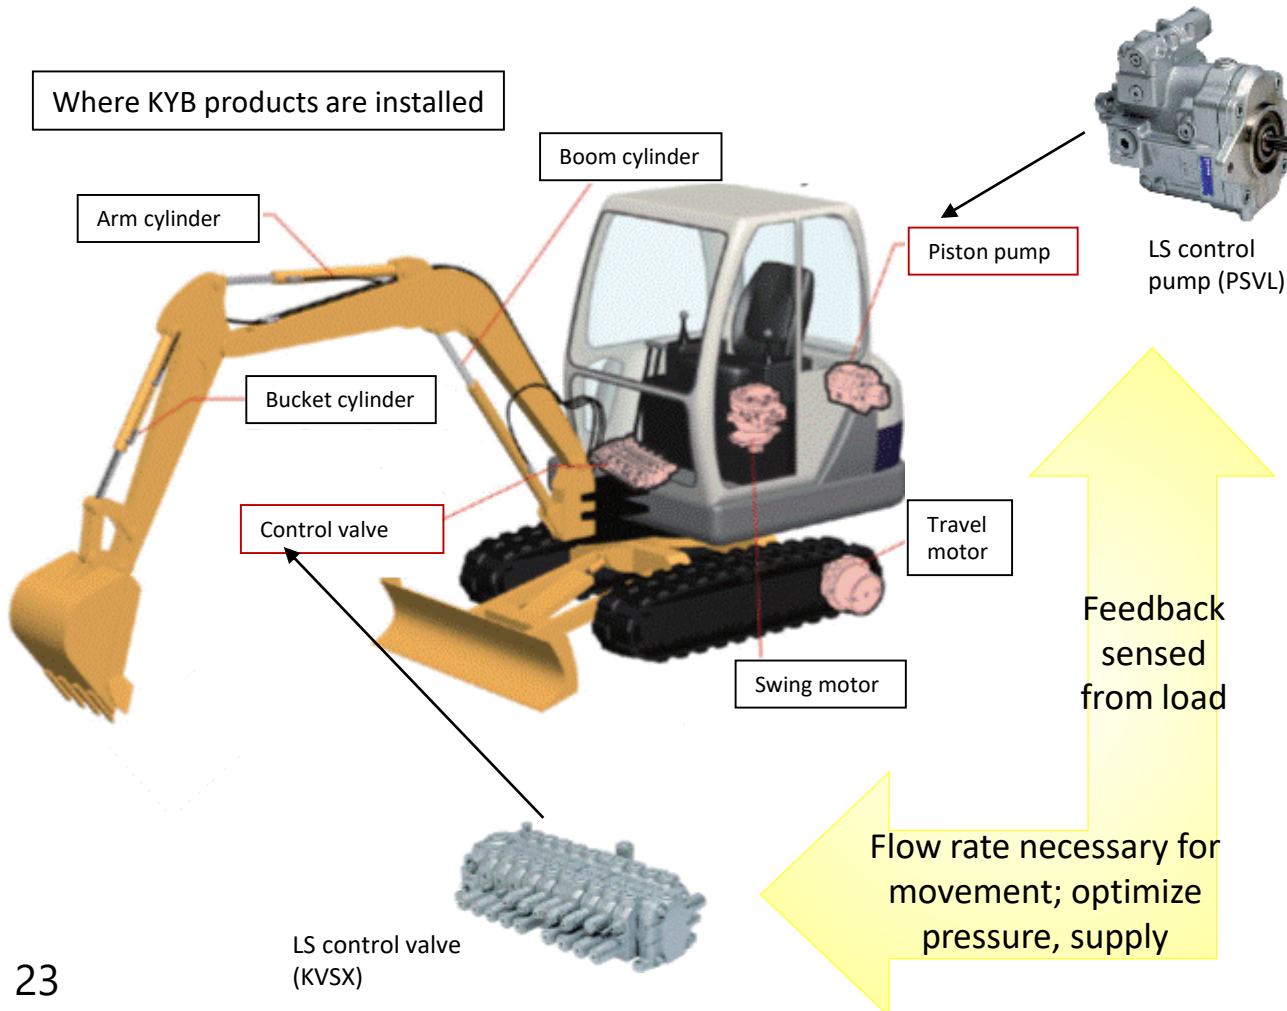 Where KYB products are installed
Boom cylinder
Arm cylinder
Piston pump
LS control
pump (PSVL)
Bucket cylinder
Control valve
Travel
motor
Swing motor
Feedback
sensed
from load
Flow rate necessary for
movement; optimize
pressure, supply
LS control valve
(KVSX)
23